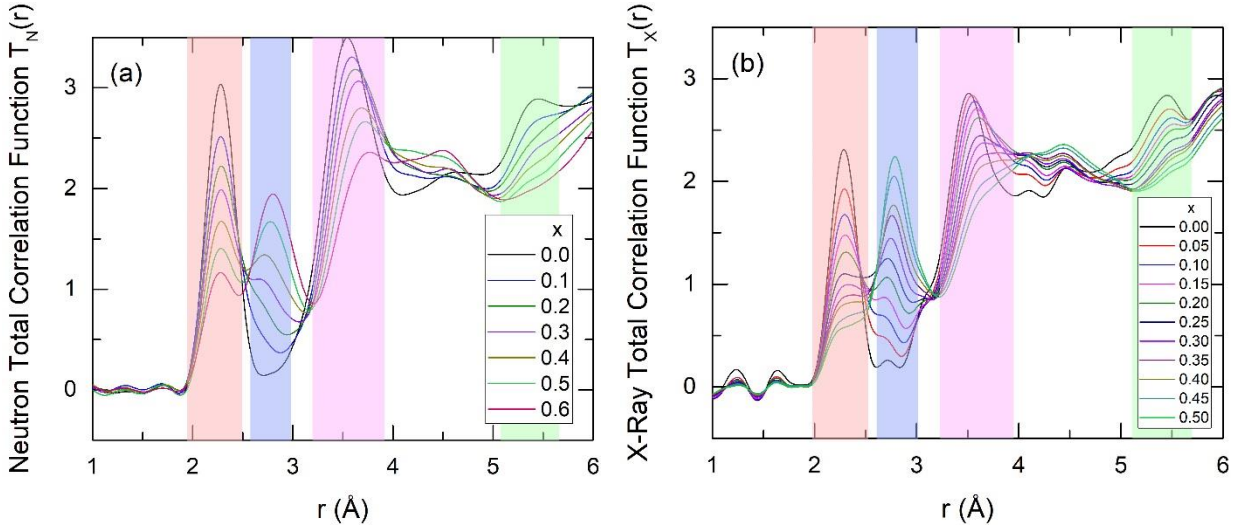 Neutron Total Correlation Function T_N(r)
(a)
3
2
1
0
x
0.0
0.1
0.2
0.3
0.4
0.5
0.6
1 2 3 4 5 6
r (Å)
X-Ray Total Correlation Function T_X(r)
(b)
3
2
1
0
x
0.00
0.05
0.10
0.15
0.20
0.25
0.30
0.35
0.40
0.45
0.50
1 2 3 4 5 6
r (Å)